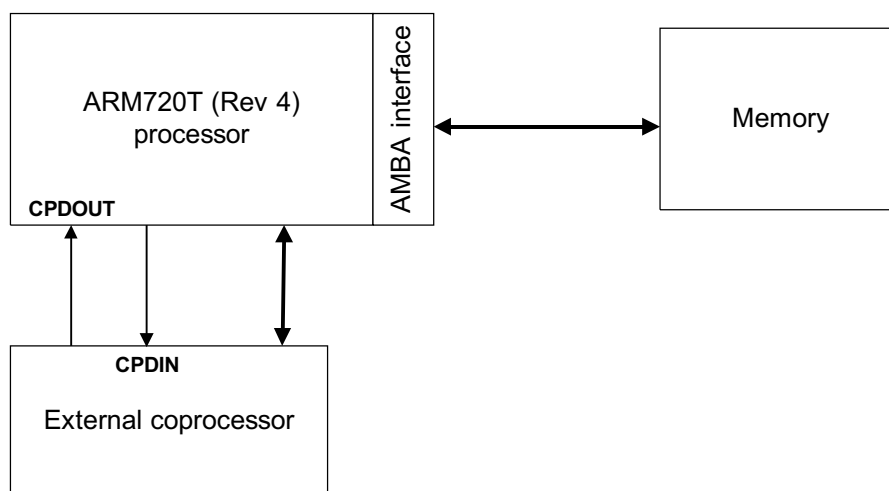 ARM720T (Rev 4)
processor
AMBA interface
Memory
CPDOUT
CPDIN
External coprocessor